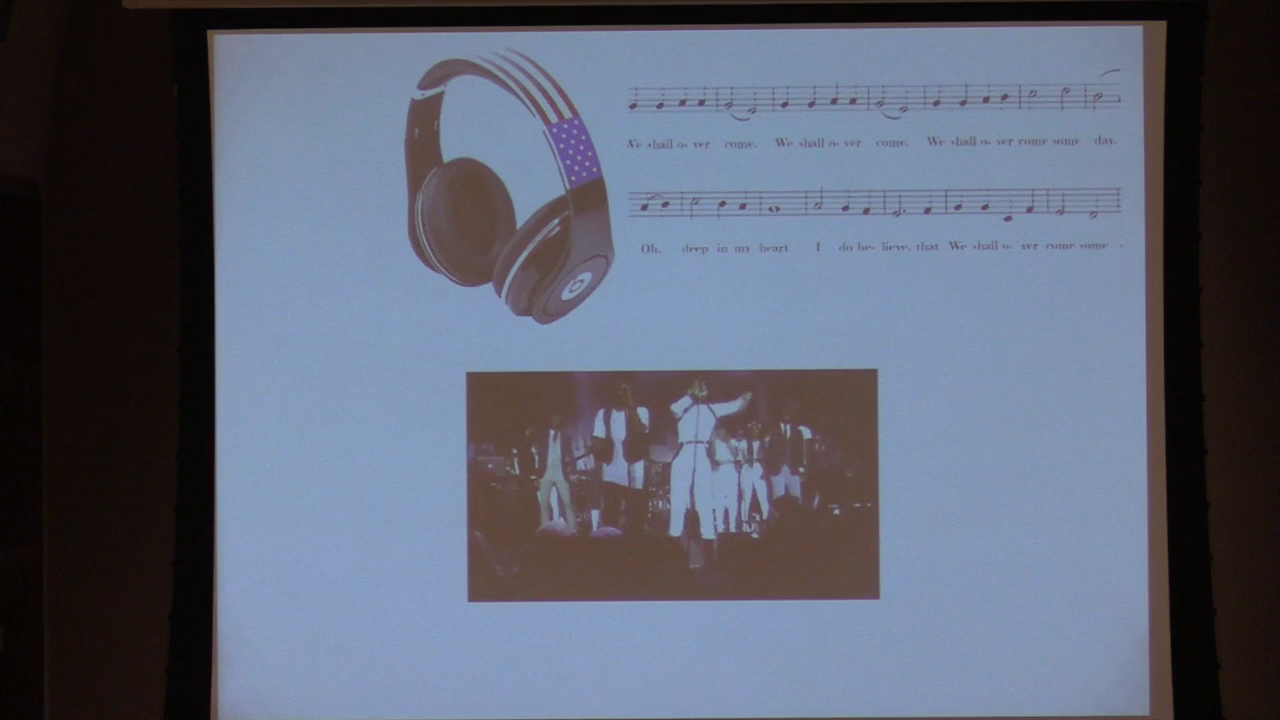 We shall o- ver come. We shall o- ver come. We shall o- ver come some day.
Oh, deep in my heart I do be- lieve, that We shall o- ver come some
b